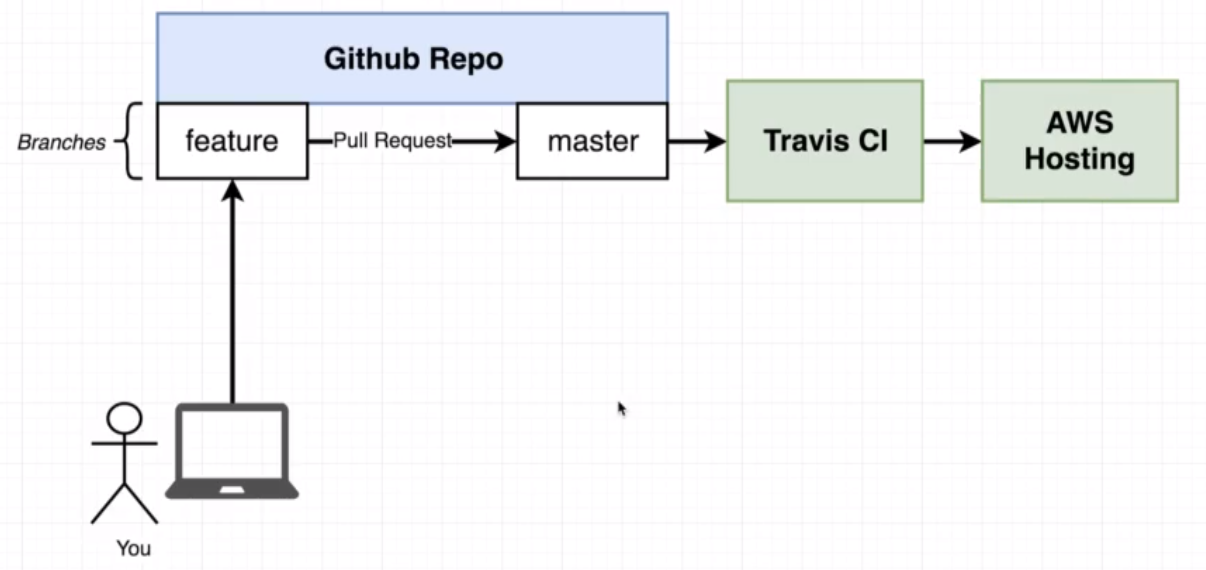 Github Repo
Branches
feature
Pull Request
master
Travis CI
AWS
Hosting
You